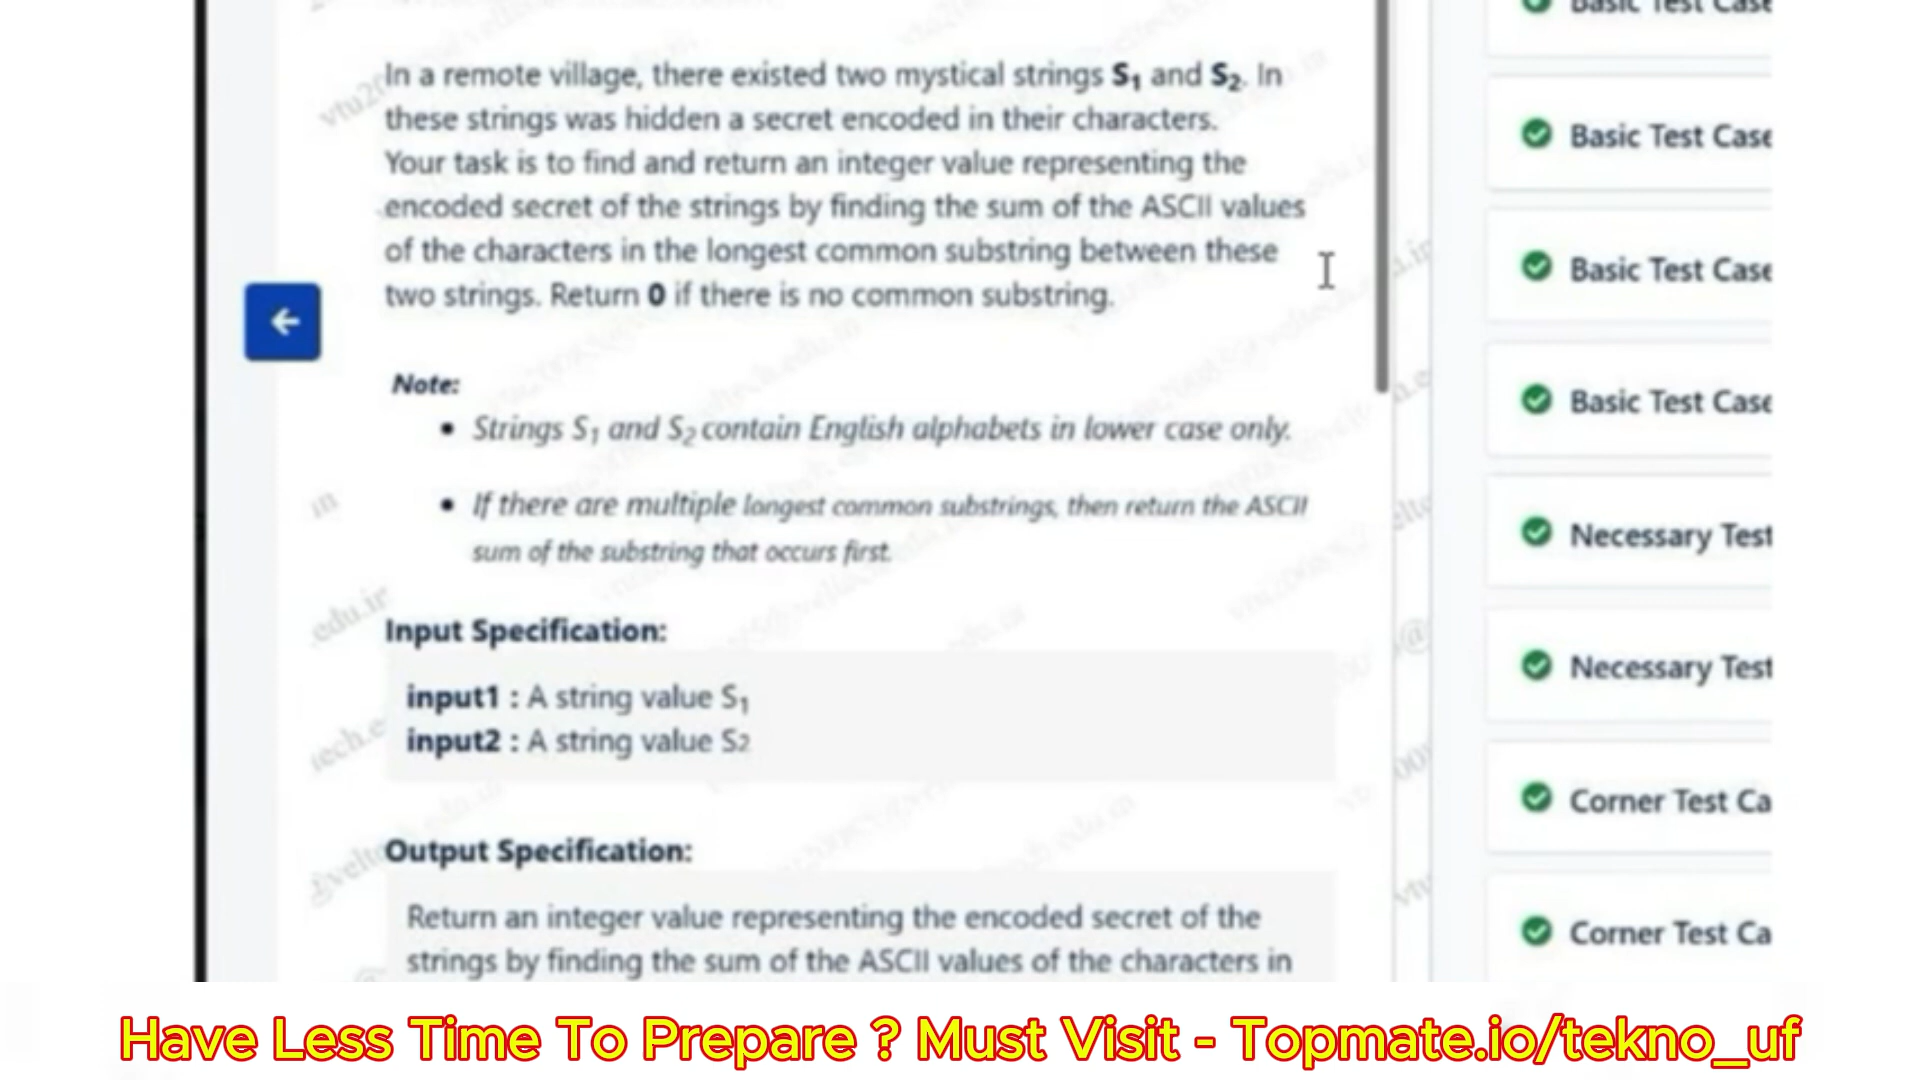 In a remote village, there existed two mystical strings S1 and S2. In
these strings was hidden a secret encoded in their characters.
Your task is to find and return an integer value representing the
encoded secret of the strings by finding the sum of the ASCII values
of the characters in the longest common substring between these
two strings. Return 0 if there is no common substring.
Note:
• Strings S1 and S2 contain English alphabets in lower case only.
• If there are multiple longest common substrings, then return the ASCII
sum of the substring that occurs first.
Input Specification:
input1 : A string value S1
input2 : A string value S2
Output Specification:
Return an integer value representing the encoded secret of the
strings by finding the sum of the ASCII values of the characters in
Basic Test Case
Basic Test Case
Basic Test Case
Basic Test Case
Necessary Test
Necessary Test
Corner Test Ca
Corner Test Ca
Have Less Time To Prepare ? Must Visit - Topmate.io/tekno_uf